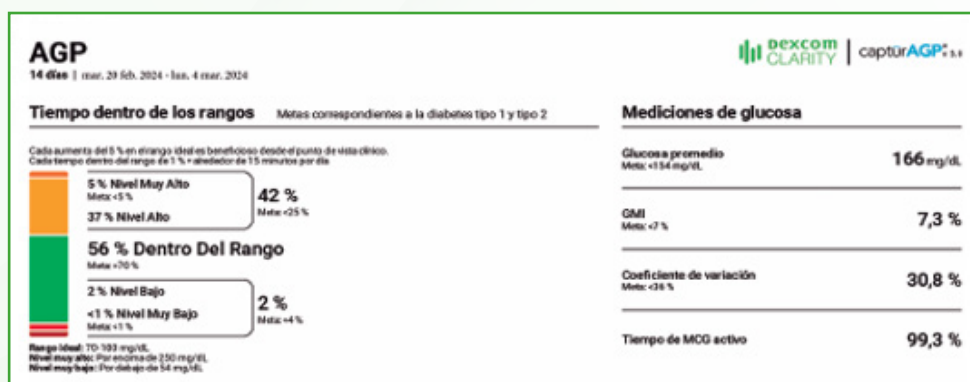 AGP
14 días | mar. 20 feb. 2024 - lun. 4 mar. 2024
Dexcom CLARITY | captūrAGP
Tiempo dentro de los rangos Metas correspondientes a la diabetes tipo 1 y tipo 2
Cada aumento del 5 % en el rango ideal es beneficioso desde el punto de vista clínico.
Cada tiempo dentro del rango de 1 % = alrededor de 15 minutos por día
5 % Nivel Muy Alto
Meta: <5 %
37 % Nivel Alto
42 %
Meta: <25 %
56 % Dentro Del Rango
Meta: >70 %
2 % Nivel Bajo
<1 % Nivel Muy Bajo
Meta: <1 %
2 %
Meta: <4 %
Rango ideal: 70-180 mg/dL
Nivel muy alto: Por encima de 250 mg/dL
Nivel muy bajo: Por debajo de 54 mg/dL
Mediciones de glucosa
Glucosa promedio
Meta: <154 mg/dL
166 mg/dL
GMI
Meta: <7 %
7,3 %
Coeficiente de variación
Meta: <36 %
30,8 %
Tiempo de MCG activo
99,3 %